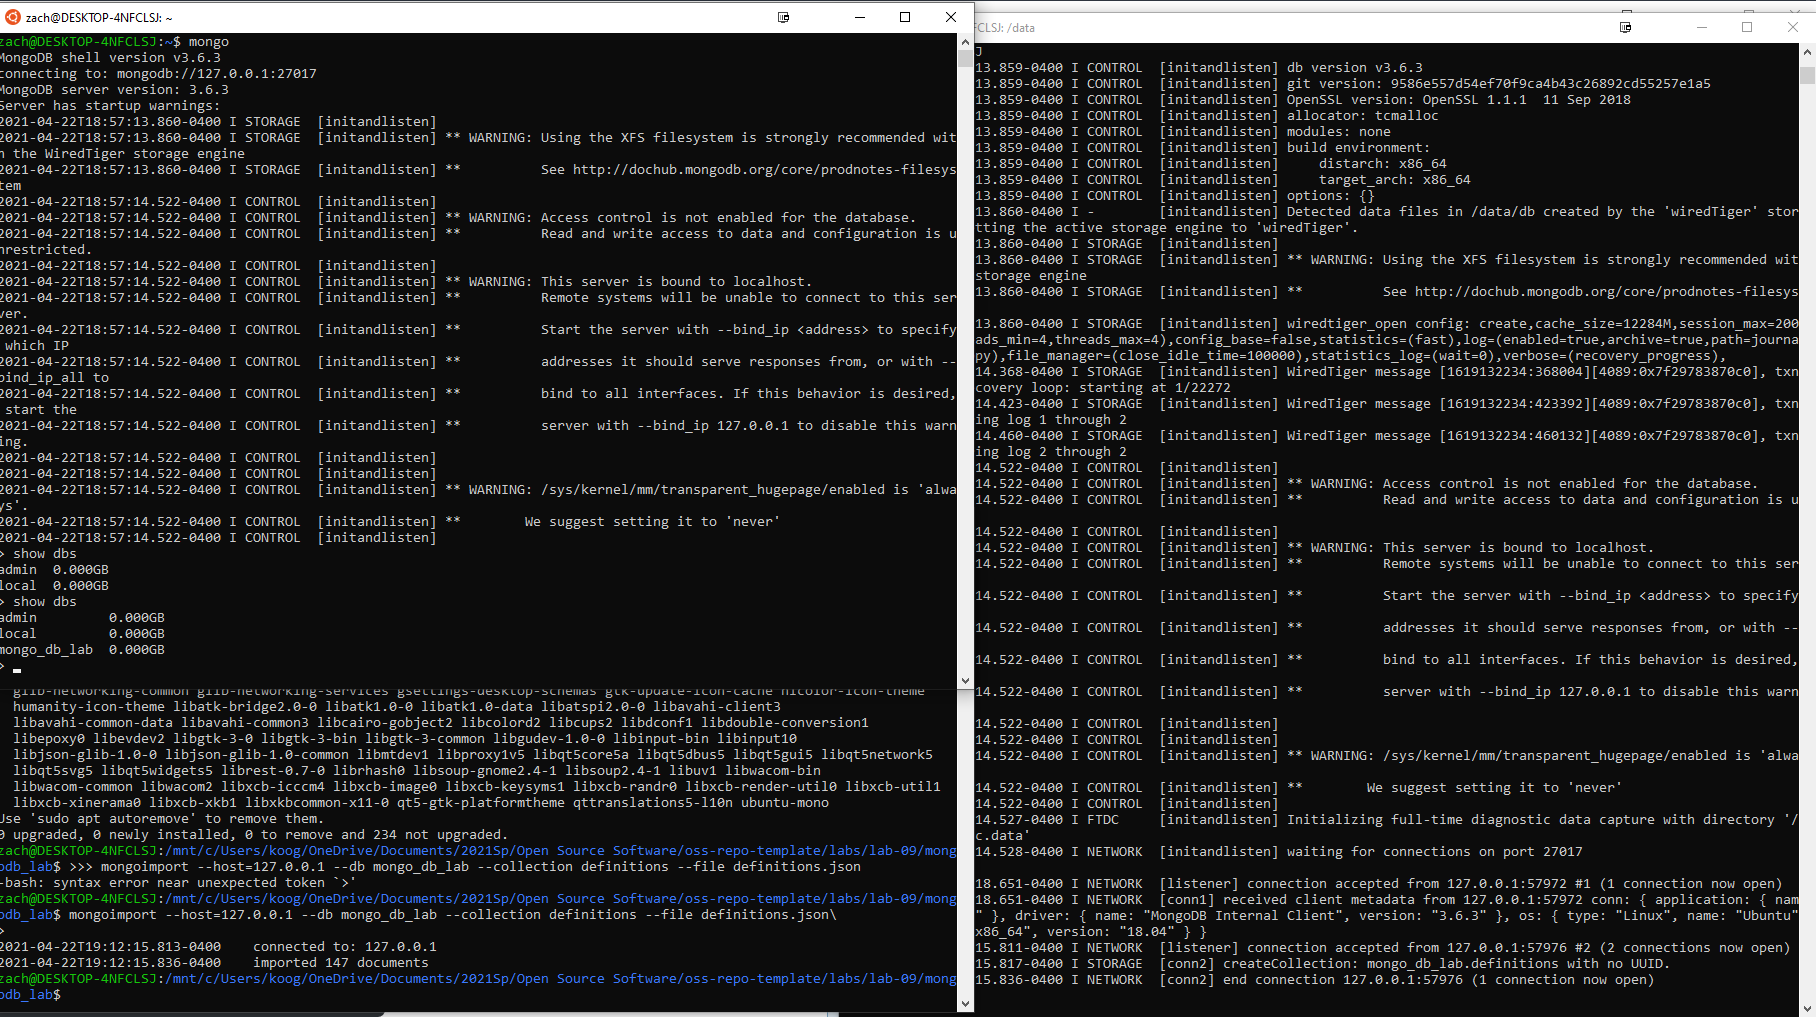 zach@DESKTOP-4NFCLSJ: ~
zach@DESKTOP-4NFCLSJ:~$ mongo
MongoDB shell version v3.6.3
connecting to: mongodb://127.0.0.1:27017
MongoDB server version: 3.6.3
Server has startup warnings:
2021-04-22T18:57:13.860-0400 I STORAGE  [initandlisten]
2021-04-22T18:57:13.860-0400 I STORAGE  [initandlisten] ** WARNING: Using the XFS filesystem is strongly recommended wit
h the WiredTiger storage engine
2021-04-22T18:57:13.860-0400 I STORAGE  [initandlisten] **          See http://dochub.mongodb.org/core/prodnotes-filesys
tem
2021-04-22T18:57:14.522-0400 I CONTROL  [initandlisten]
2021-04-22T18:57:14.522-0400 I CONTROL  [initandlisten] ** WARNING: Access control is not enabled for the database.
2021-04-22T18:57:14.522-0400 I CONTROL  [initandlisten] **          Read and write access to data and configuration is u
nrestricted.
2021-04-22T18:57:14.522-0400 I CONTROL  [initandlisten]
2021-04-22T18:57:14.522-0400 I CONTROL  [initandlisten] ** WARNING: This server is bound to localhost.
2021-04-22T18:57:14.522-0400 I CONTROL  [initandlisten] **          Remote systems will be unable to connect to this ser
ver.
2021-04-22T18:57:14.522-0400 I CONTROL  [initandlisten] **          Start the server with --bind_ip <address> to specify
 which IP
2021-04-22T18:57:14.522-0400 I CONTROL  [initandlisten] **          addresses it should serve responses from, or with --
bind_ip_all to
2021-04-22T18:57:14.522-0400 I CONTROL  [initandlisten] **          bind to all interfaces. If this behavior is desired,
 start the
2021-04-22T18:57:14.522-0400 I CONTROL  [initandlisten] **          server with --bind_ip 127.0.0.1 to disable this warn
ing.
2021-04-22T18:57:14.522-0400 I CONTROL  [initandlisten]
2021-04-22T18:57:14.522-0400 I CONTROL  [initandlisten]
2021-04-22T18:57:14.522-0400 I CONTROL  [initandlisten] ** WARNING: /sys/kernel/mm/transparent_hugepage/enabled is 'alwa
ys'.
2021-04-22T18:57:14.522-0400 I CONTROL  [initandlisten] **        We suggest setting it to 'never'
2021-04-22T18:57:14.522-0400 I CONTROL  [initandlisten]
> show dbs
admin  0.000GB
local  0.000GB
> show dbs
admin         0.000GB
local         0.000GB
mongo_db_lab  0.000GB
>
glib-networking-common glib-networking-services gsettings-desktop-schemas gtk-update-icon-cache hicolor-icon-theme
humanity-icon-theme libatk-bridge2.0-0 libatk1.0-0 libatk1.0-data libatspi2.0-0 libavahi-client3
libavahi-common-data libavahi-common3 libcairo-gobject2 libcolord2 libcups2 libdconf1 libdouble-conversion1
libepoxy0 libevdev2 libgtk-3-0 libgtk-3-bin libgtk-3-common libgudev-1.0-0 libinput-bin libinput10
libjson-glib-1.0-0 libjson-glib-1.0-common libmtdev1 libproxy1v5 libqt5core5a libqt5dbus5 libqt5gui5 libqt5network5
libqt5svg5 libqt5widgets5 librest-0.7-0 librhash0 libsoup-gnome2.4-1 libsoup2.4-1 libuv1 libwacom-bin
libwacom-common libwacom2 libxcb-icccm4 libxcb-image0 libxcb-keysyms1 libxcb-randr0 libxcb-render-util0 libxcb-util1
libxcb-xinerama0 libxcb-xkb1 libxkbcommon-x11-0 qt5-gtk-platformtheme qttranslations5-l10n ubuntu-mono
Use 'sudo apt autoremove' to remove them.
0 upgraded, 0 newly installed, 0 to remove and 234 not upgraded.
zach@DESKTOP-4NFCLSJ:/mnt/c/Users/koog/OneDrive/Documents/2021Sp/Open Source Software/oss-repo-template/labs/lab-09/mong
odb_lab$ >>> mongoimport --host=127.0.0.1 --db mongo_db_lab --collection definitions --file definitions.json
-bash: syntax error near unexpected token `>'
zach@DESKTOP-4NFCLSJ:/mnt/c/Users/koog/OneDrive/Documents/2021Sp/Open Source Software/oss-repo-template/labs/lab-09/mong
odb_lab$ mongoimport --host=127.0.0.1 --db mongo_db_lab --collection definitions --file definitions.json\
>
2021-04-22T19:12:15.813-0400    connected to: 127.0.0.1
2021-04-22T19:12:15.836-0400    imported 147 documents
zach@DESKTOP-4NFCLSJ:/mnt/c/Users/koog/OneDrive/Documents/2021Sp/Open Source Software/oss-repo-template/labs/lab-09/mong
odb_lab$
FCLSJ: /data
J
13.859-0400 I CONTROL  [initandlisten] db version v3.6.3
13.859-0400 I CONTROL  [initandlisten] git version: 9586e557d54ef70f9ca4b43c26892cd55257e1a5
13.859-0400 I CONTROL  [initandlisten] OpenSSL version: OpenSSL 1.1.1  11 Sep 2018
13.859-0400 I CONTROL  [initandlisten] allocator: tcmalloc
13.859-0400 I CONTROL  [initandlisten] modules: none
13.859-0400 I CONTROL  [initandlisten] build environment:
13.859-0400 I CONTROL  [initandlisten]     distarch: x86_64
13.859-0400 I CONTROL  [initandlisten]     target_arch: x86_64
13.859-0400 I CONTROL  [initandlisten] options: {}
13.860-0400 I -        [initandlisten] Detected data files in /data/db created by the 'wiredTiger' stor
tting the active storage engine to 'wiredTiger'.
13.860-0400 I STORAGE  [initandlisten]
13.860-0400 I STORAGE  [initandlisten] ** WARNING: Using the XFS filesystem is strongly recommended wit
storage engine
13.860-0400 I STORAGE  [initandlisten] **          See http://dochub.mongodb.org/core/prodnotes-filesys
13.860-0400 I STORAGE  [initandlisten] wiredtiger_open config: create,cache_size=12284M,session_max=200
ads_min=4,threads_max=4),config_base=false,statistics=(fast),log=(enabled=true,archive=true,path=journa
py),file_manager=(close_idle_time=100000),statistics_log=(wait=0),verbose=(recovery_progress),
14.368-0400 I STORAGE  [initandlisten] WiredTiger message [1619132234:368004][4089:0x7f29783870c0], txn
covery loop: starting at 1/22272
14.423-0400 I STORAGE  [initandlisten] WiredTiger message [1619132234:423392][4089:0x7f29783870c0], txn
ing log 1 through 2
14.460-0400 I STORAGE  [initandlisten] WiredTiger message [1619132234:460132][4089:0x7f29783870c0], txn
ing log 2 through 2
14.522-0400 I CONTROL  [initandlisten]
14.522-0400 I CONTROL  [initandlisten] ** WARNING: Access control is not enabled for the database.
14.522-0400 I CONTROL  [initandlisten] **          Read and write access to data and configuration is u
14.522-0400 I CONTROL  [initandlisten]
14.522-0400 I CONTROL  [initandlisten] ** WARNING: This server is bound to localhost.
14.522-0400 I CONTROL  [initandlisten] **          Remote systems will be unable to connect to this ser
14.522-0400 I CONTROL  [initandlisten] **          Start the server with --bind_ip <address> to specify
14.522-0400 I CONTROL  [initandlisten] **          addresses it should serve responses from, or with --
14.522-0400 I CONTROL  [initandlisten] **          bind to all interfaces. If this behavior is desired,
14.522-0400 I CONTROL  [initandlisten] **          server with --bind_ip 127.0.0.1 to disable this warn
14.522-0400 I CONTROL  [initandlisten]
14.522-0400 I CONTROL  [initandlisten]
14.522-0400 I CONTROL  [initandlisten] ** WARNING: /sys/kernel/mm/transparent_hugepage/enabled is 'alwa
14.522-0400 I CONTROL  [initandlisten] **        We suggest setting it to 'never'
14.522-0400 I CONTROL  [initandlisten]
14.527-0400 I FTDC     [initandlisten] Initializing full-time diagnostic data capture with directory '/
c.data'
14.528-0400 I NETWORK  [initandlisten] waiting for connections on port 27017
18.651-0400 I NETWORK  [listener] connection accepted from 127.0.0.1:57972 #1 (1 connection now open)
18.651-0400 I NETWORK  [conn1] received client metadata from 127.0.0.1:57972 conn: { application: { nam
" }, driver: { name: "MongoDB Internal Client", version: "3.6.3" }, os: { type: "Linux", name: "Ubuntu"
x86_64", version: "18.04" } }
15.811-0400 I NETWORK  [listener] connection accepted from 127.0.0.1:57976 #2 (2 connections now open)
15.817-0400 I STORAGE  [conn2] createCollection: mongo_db_lab.definitions with no UUID.
15.836-0400 I NETWORK  [conn2] end connection 127.0.0.1:57976 (1 connection now open)